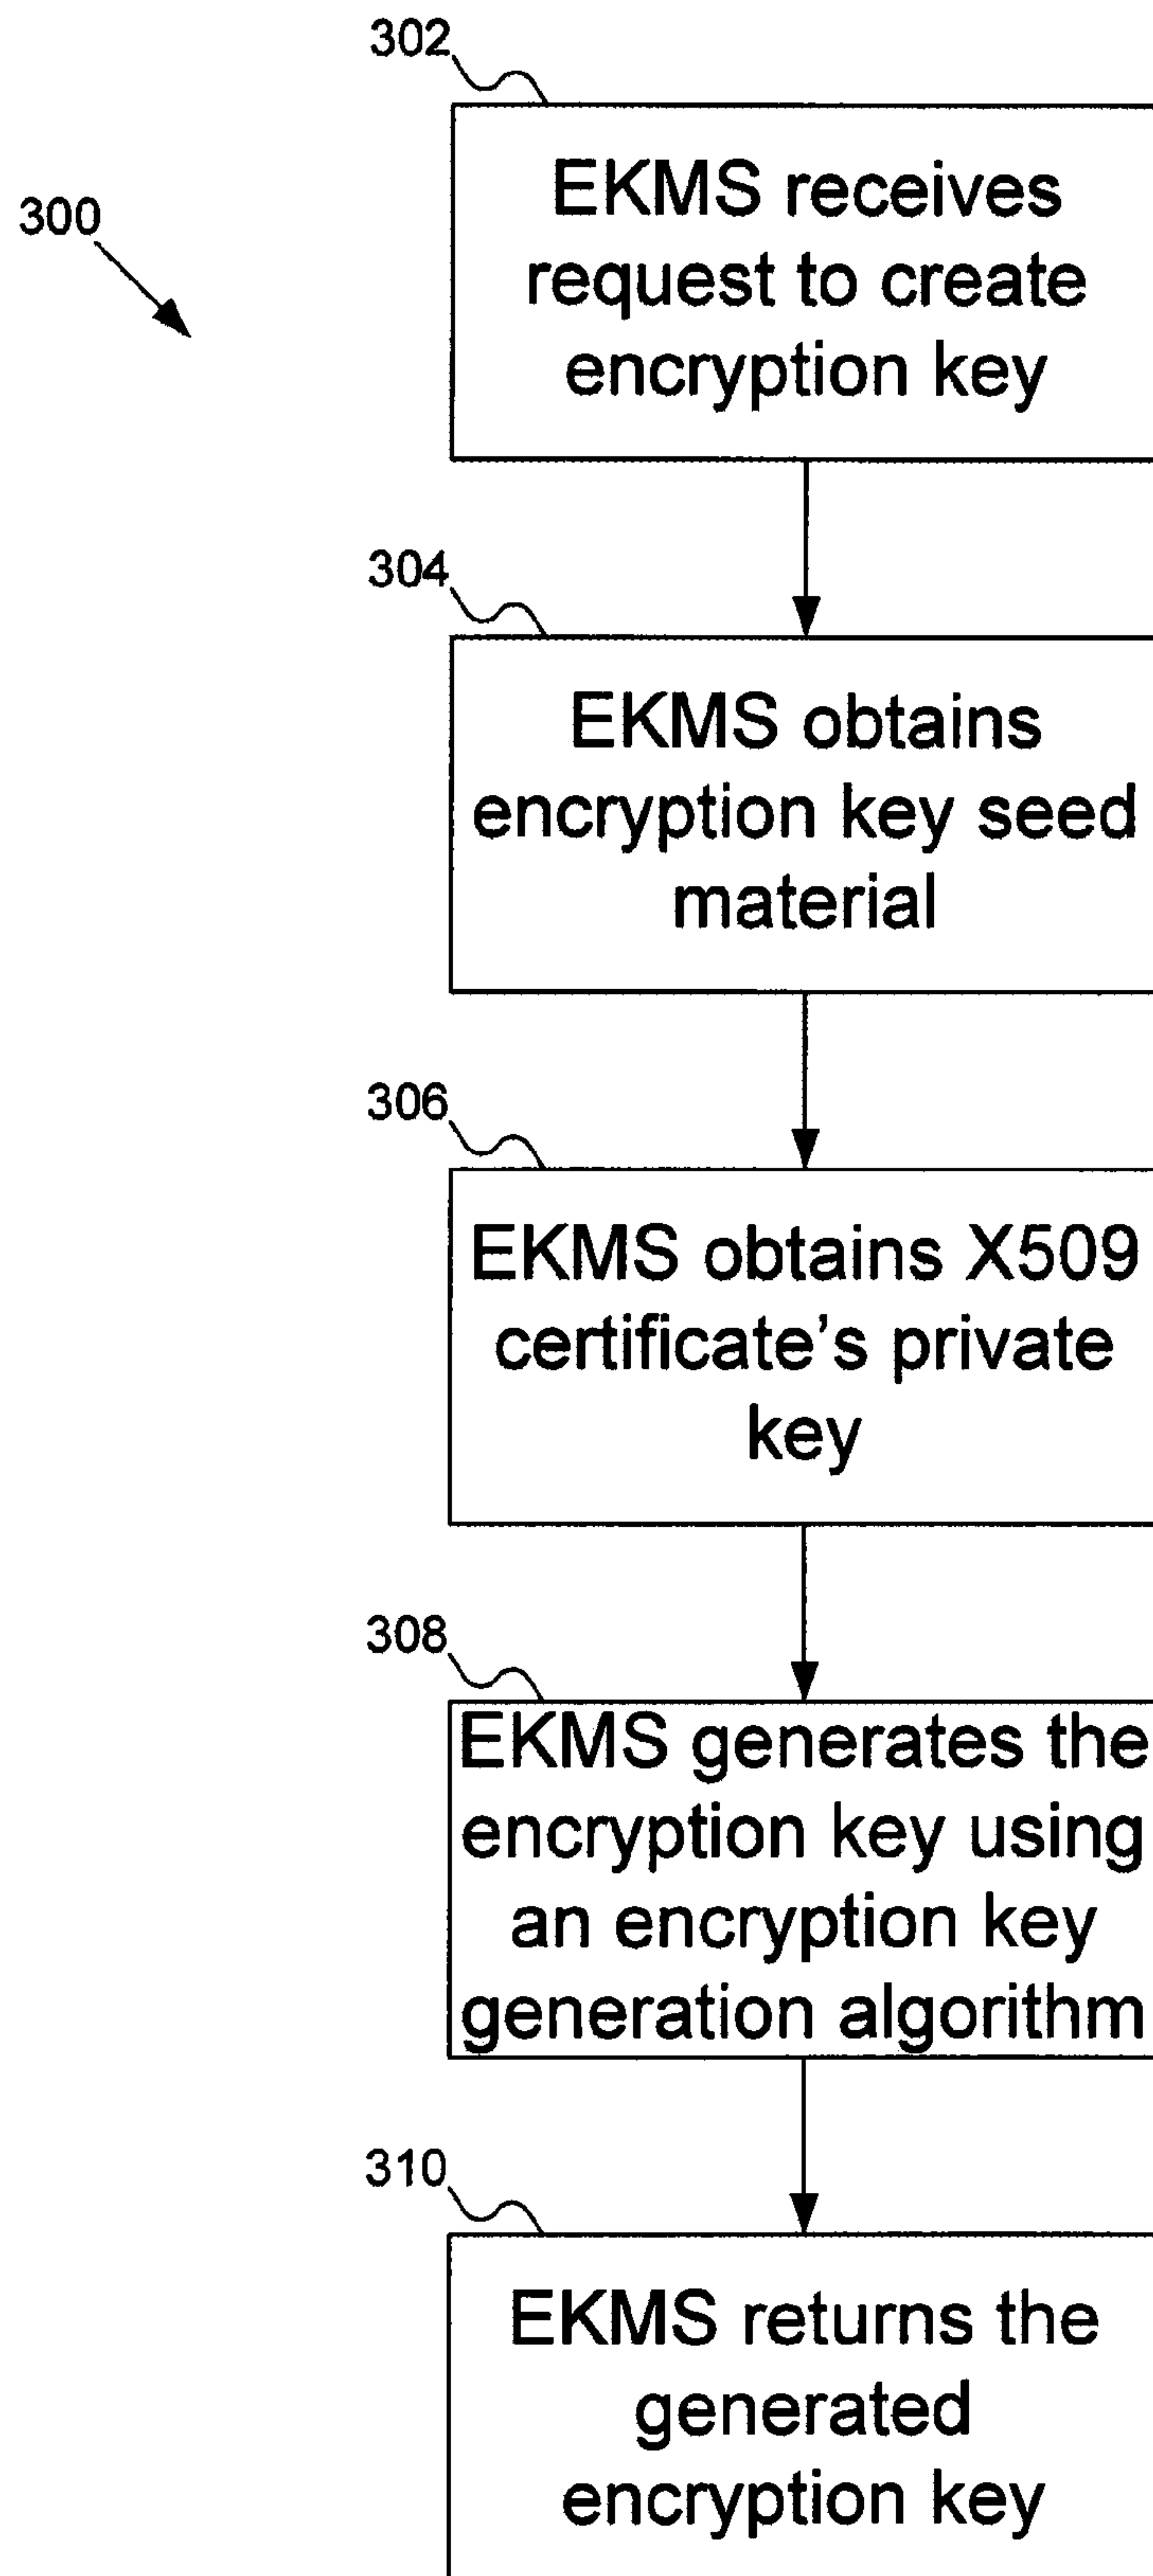 302
EKMS receives
request to create
encryption key
300
304
EKMS obtains
encryption key seed
material
306
EKMS obtains X509
certificate’s private
key
308
EKMS generates the
encryption key using
an encryption key
generation algorithm
310
EKMS returns the
generated
encryption key